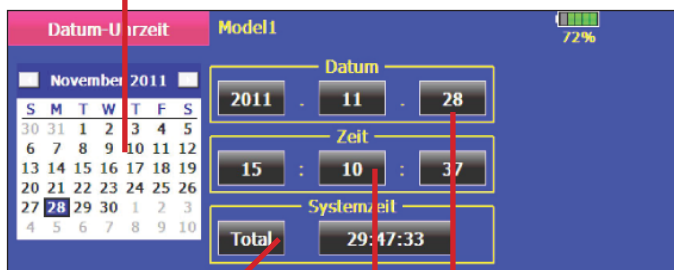 Datum-Uhrzeit
Model1
72%
November 2011
S M T W T F S
30 31 1 2 3 4 5
6 7 8 9 10 11 12
13 14 15 16 17 18 19
20 21 22 23 24 25 26
27 28 29 30 1 2 3
4 5 6 7 8 9 10
Datum
2011 . 11 . 28
Zeit
15 : 10 : 37
Systemzeit
Total 29:47:33